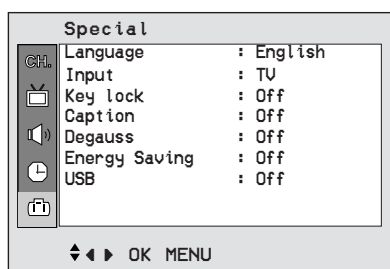 Special
CH.
Language : English
Input : TV
Key lock : Off
Caption : Off
Degauss : Off
Energy Saving : Off
USB : Off
OK MENU